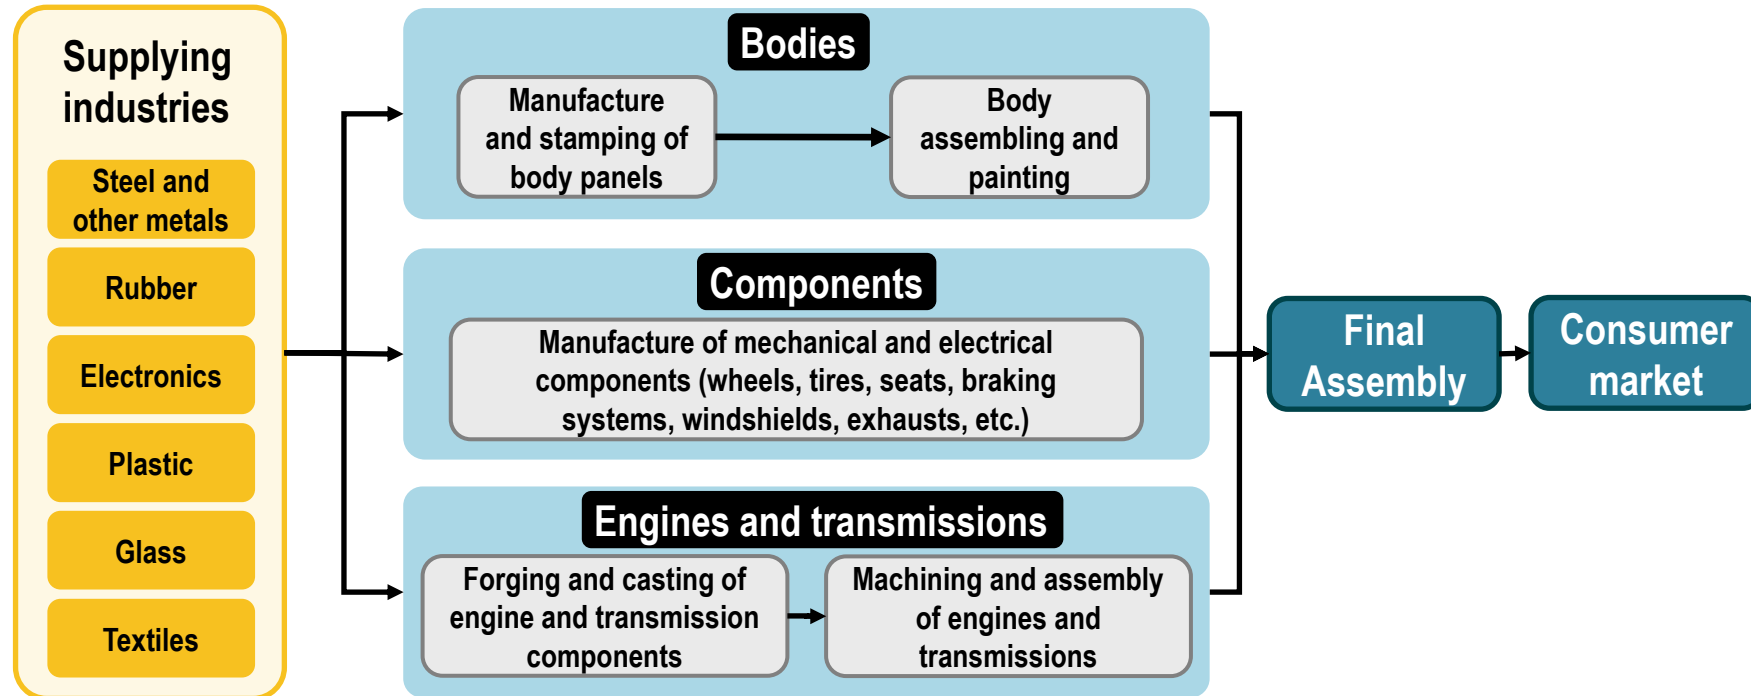 Supplying
industries
Steel and
other metals
Rubber
Electronics
Plastic
Glass
Textiles
Bodies
Manufacture
and stamping of
body panels
Body
assembling and
painting
Components
Manufacture of mechanical and electrical
components (wheels, tires, seats, braking
systems, windshields, exhausts, etc.)
Engines and transmissions
Forging and casting of
engine and transmission
components
Machining and assembly
of engines and
transmissions
Final
Assembly
Consumer
market